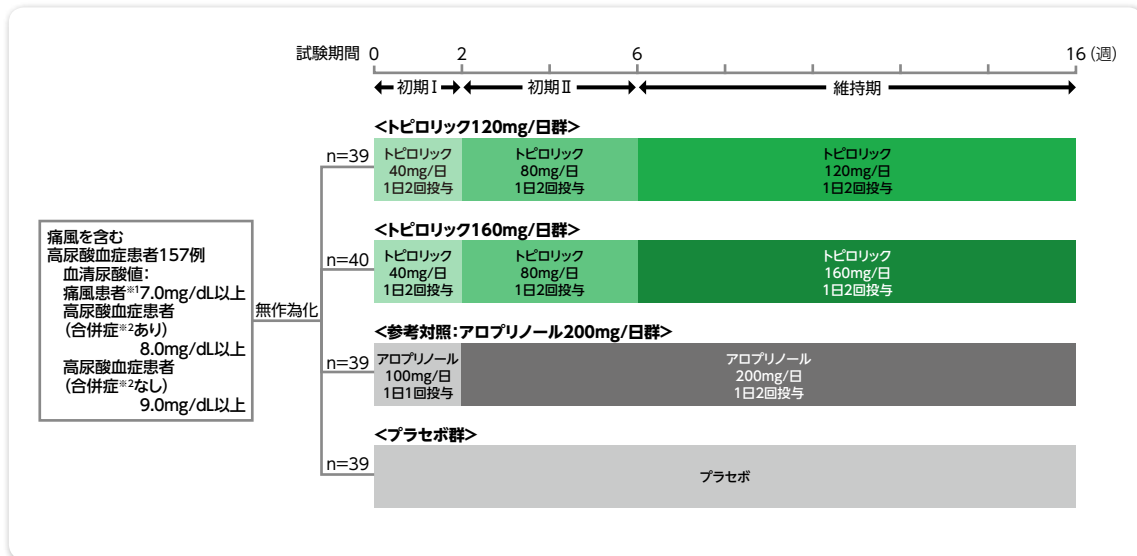 試験期間 0 2 6 16（週）
初期Ⅰ 初期Ⅱ 維持期
<トピロリック120mg/日群>
n=39
トピロリック
40mg/日
1日2回投与
トピロリック
80mg/日
1日2回投与
トピロリック
120mg/日
1日2回投与
<トピロリック160mg/日群>
n=40
トピロリック
40mg/日
1日2回投与
トピロリック
80mg/日
1日2回投与
トピロリック
160mg/日
1日2回投与
痛風を含む
高尿酸血症患者157例
血清尿酸値：
痛風患者※17.0mg/dL以上
高尿酸血症患者
（合併症※2あり）
8.0mg/dL以上
高尿酸血症患者
（合併症※2なし）
9.0mg/dL以上
無作為化
<参考対照：アロプリノール200mg/日群>
n=39
アロプリノール
100mg/日
1日1回投与
アロプリノール
200mg/日
1日2回投与
<プラセボ群>
n=39
プラセボ